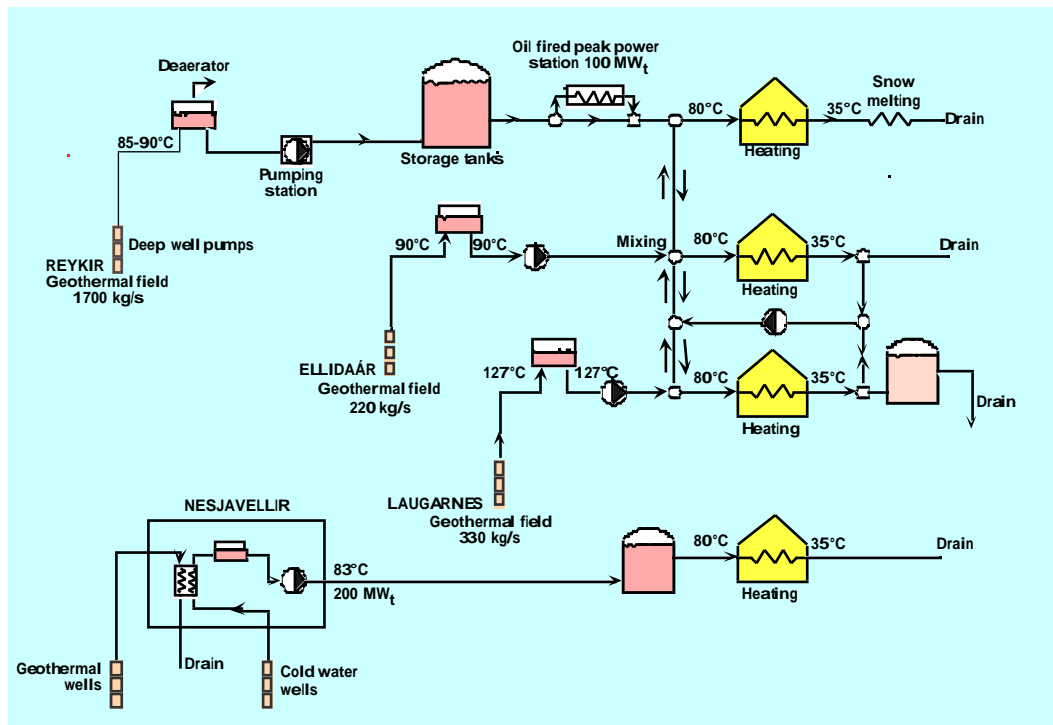 Oil fired peak power
station 100 MWt
Deaerator
85-90°C
Pumping
station
Storage tanks
80°C
Heating
35°C
Snow
melting
Drain
Deep well pumps
REYKIR
Geothermal field
1700 kg/s
90°C
90°C
Mixing
80°C
Heating
35°C
Drain
ELLIDAÁR
Geothermal field
220 kg/s
127°C
127°C
80°C
Heating
35°C
Drain
LAUGARNES
Geothermal field
330 kg/s
NESJAVELLIR
83°C
200 MWt
80°C
Heating
35°C
Drain
Geothermal
wells
Drain
Cold water
wells